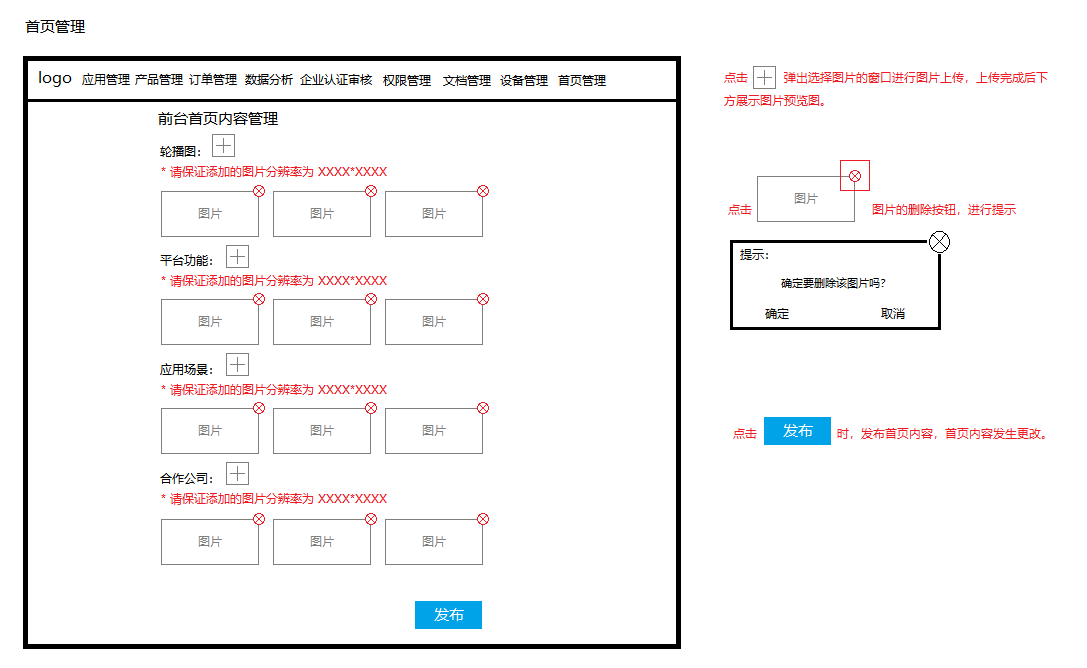 首页管理
logo 应用管理 产品管理 订单管理 数据分析 企业认证审核 权限管理 文档管理 设备管理 首页管理
前台首页内容管理
轮播图：
* 请保证添加的图片分辨率为 XXXX*XXXX
图片 图片 图片
平台功能：
* 请保证添加的图片分辨率为 XXXX*XXXX
图片 图片 图片
应用场景：
* 请保证添加的图片分辨率为 XXXX*XXXX
图片 图片 图片
合作公司：
* 请保证添加的图片分辨率为 XXXX*XXXX
图片 图片 图片
发布
点击 弹出选择图片的窗口进行图片上传，上传完成后下
方展示图片预览图。
图片
点击 图片的删除按钮，进行提示
提示：
确定要删除该图片吗？
确定 取消
点击 发布 时，发布首页内容，首页内容发生更改。